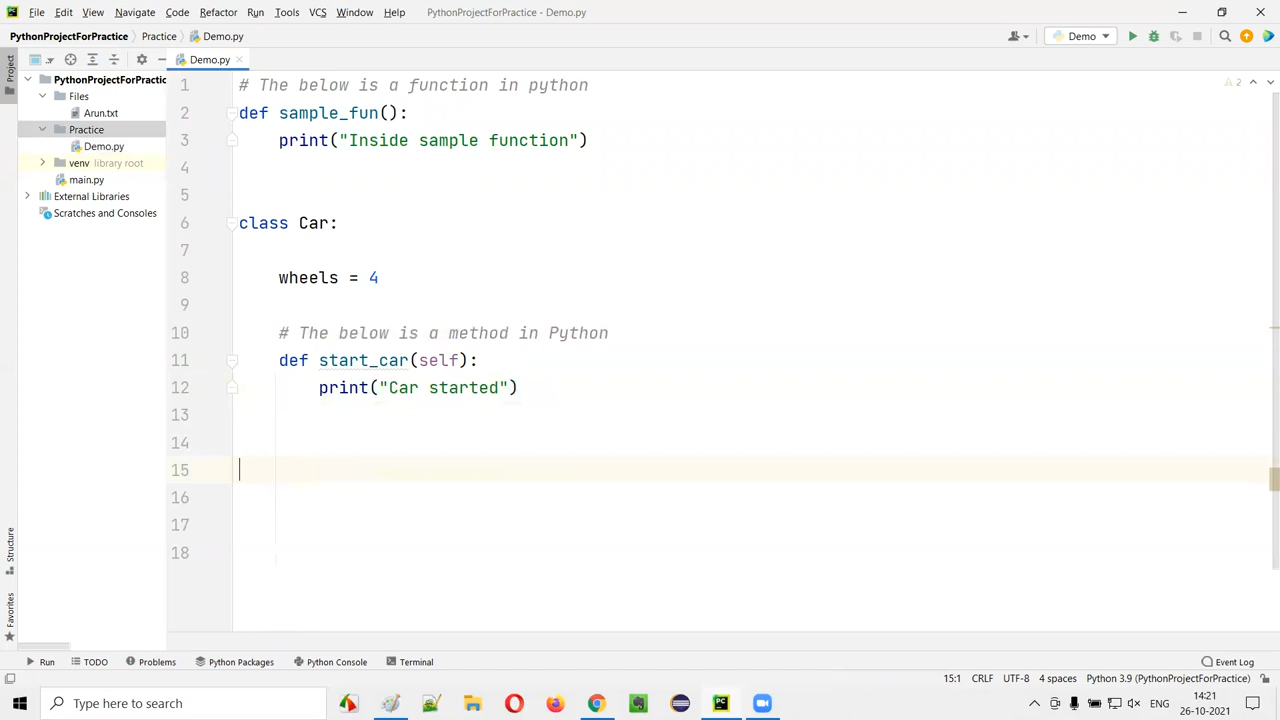 File Edit View Navigate Code Refactor Run Tools VCS Window Help PythonProjectForPractice - Demo.py
PythonProjectForPractice Practice Demo.py Demo
Demo.py
PythonProjectForPractic
Files
Arun.txt
Practice
Demo.py
venv library root
main.py
External Libraries
Scratches and Consoles
Project
Structure
Favorites
2
1 # The below is a function in python
2 def sample_fun():
3 print("Inside sample function")
4
5
6 class Car:
7
8 wheels = 4
9
10 # The below is a method in Python
11 def start_car(self):
12 print("Car started")
13
14
15
16
17
18
Run TODO Problems Python Packages Python Console Terminal Event Log
15:1 CRLF UTF-8 4 spaces Python 3.9 (PythonProjectForPractice)
Type here to search
ENG
14:21
26-10-2021